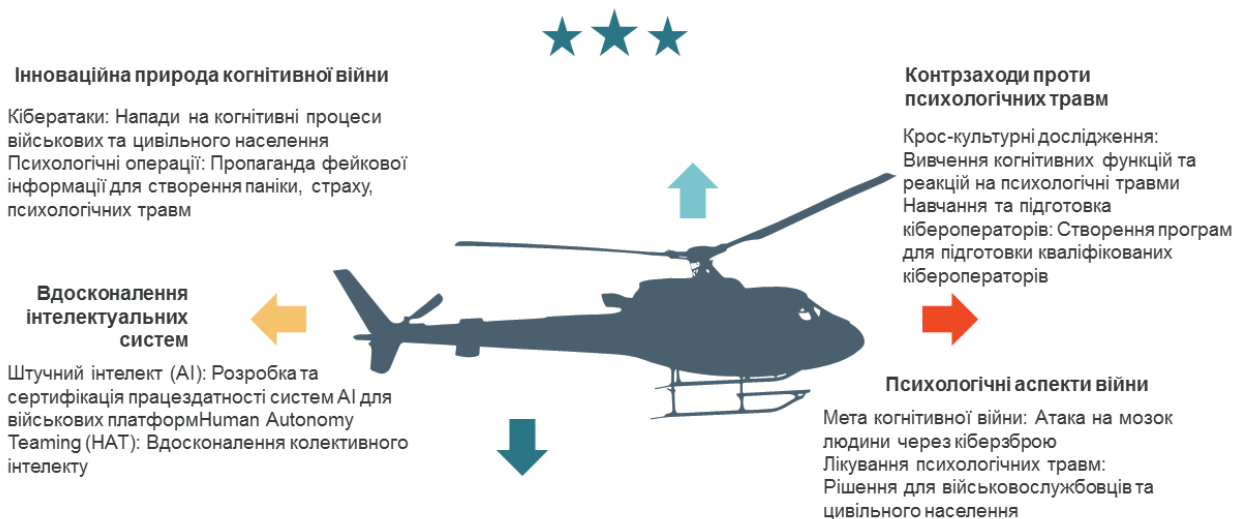 Інноваційна природа когнітивної війни
Кібератаки: Напади на когнітивні процеси
військових та цивільного населення
Психологічні операції: Пропаганда фейкової
інформації для створення паніки, страху,
психологічних травм
Контрзаходи проти
психологічних травм
Крос-культурні дослідження:
Вивчення когнітивних функцій та
реакцій на психологічні травми
Навчання та підготовка
кібероператорів: Створення програм
для підготовки кваліфікованих
кібероператорів
Вдосконалення
інтелектуальних
систем
Штучний інтелект (AI): Розробка та
сертифікація працездатності систем AI для
військових платформHuman Autonomy
Teaming (HAT): Вдосконалення колективного
інтелекту
Психологічні аспекти війни
Мета когнітивної війни: Атака на мозок
людини через кіберзброю
Лікування психологічних травм:
Рішення для військовослужбовців та
цивільного населення